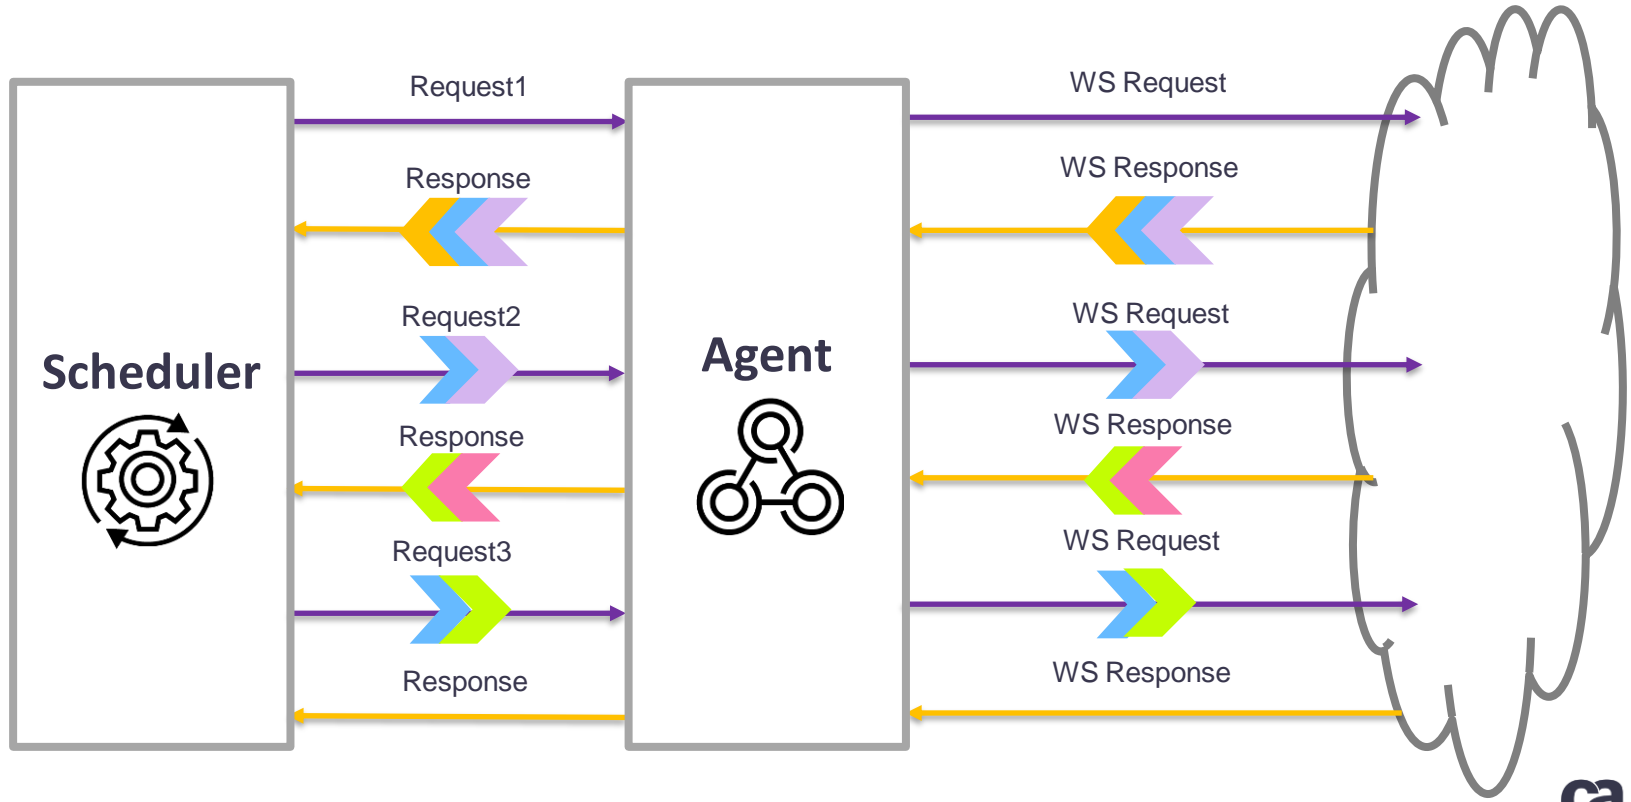 Request1
WS Request
Response
WS Response
Request2
WS Request
Scheduler
Agent
Response
WS Response
Request3
WS Request
Response
WS Response
ca